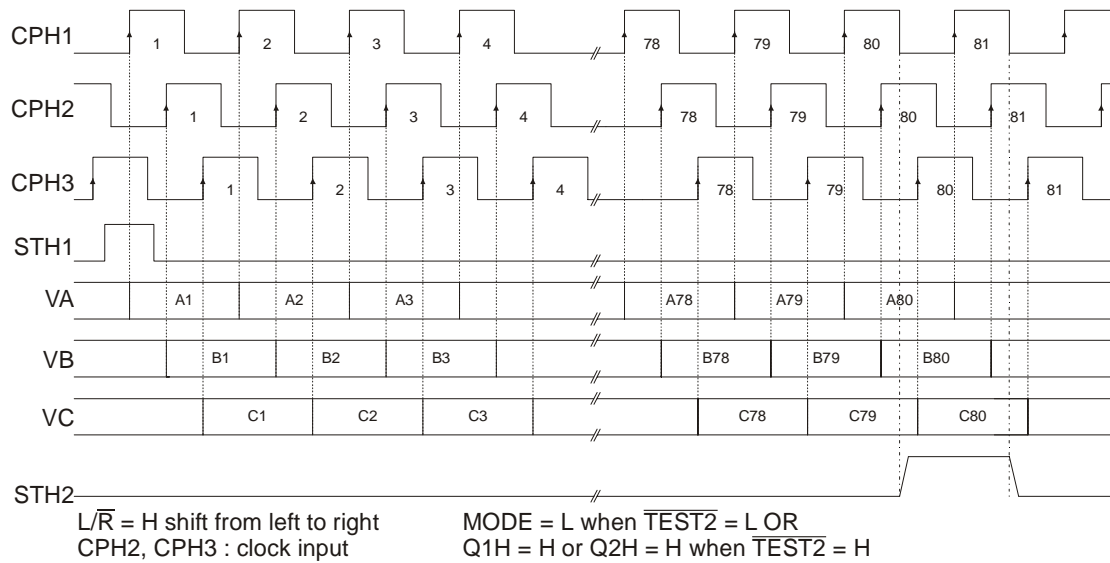 CPH1 1 2 3 4 78 79 80 81
CPH2 1 2 3 4 78 79 80 81
CPH3 1 2 3 4 78 79 80 81
STH1
VA A1 A2 A3 A78 A79 A80
VB B1 B2 B3 B78 B79 B80
VC C1 C2 C3 C78 C79 C80
STH2
L/R̅ = H shift from left to right MODE = L when T̅E̅S̅T̅2̅ = L OR
CPH2, CPH3 : clock input Q1H = H or Q2H = H when T̅E̅S̅T̅2̅ = H